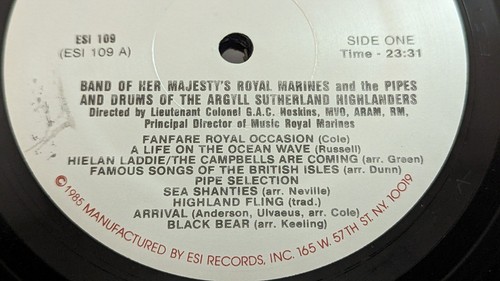 ESI 109
(ESI 109 A)
SIDE ONE
Time - 23:31
BAND OF HER MAJESTY'S ROYAL MARINES and the PIPES
AND DRUMS OF THE ARGYLL SUTHERLAND HIGHLANDERS
Directed by Lieutenant Colonel G.A.C. Hoskins, MVO, ARAM, RM,
Principal Director of Music Royal Marines
FANFARE ROYAL OCCASION (Cole)
A LIFE ON THE OCEAN WAVE (Russell)
HIELAN LADDIE/THE CAMPBELLS ARE COMING (arr. Green)
FAMOUS SONGS OF THE BRITISH ISLES (arr. Dunn)
PIPE SELECTION
SEA SHANTIES (arr. Neville)
HIGHLAND FLING (trad.)
ARRIVAL (Anderson, Ulvaeus, arr. Cole)
BLACK BEAR (arr. Keeling)
©1985 MANUFACTURED BY ESI RECORDS, INC. 165 W. 57TH ST. N.Y. 10019